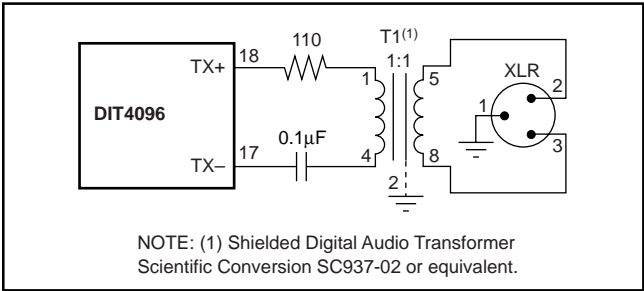 110
T1(1)
1:1
18
TX+
1
5
XLR
2
1
DIT4096
0.1µF
17
TX–
4
8
3
2
NOTE: (1) Shielded Digital Audio Transformer
Scientific Conversion SC937-02 or equivalent.